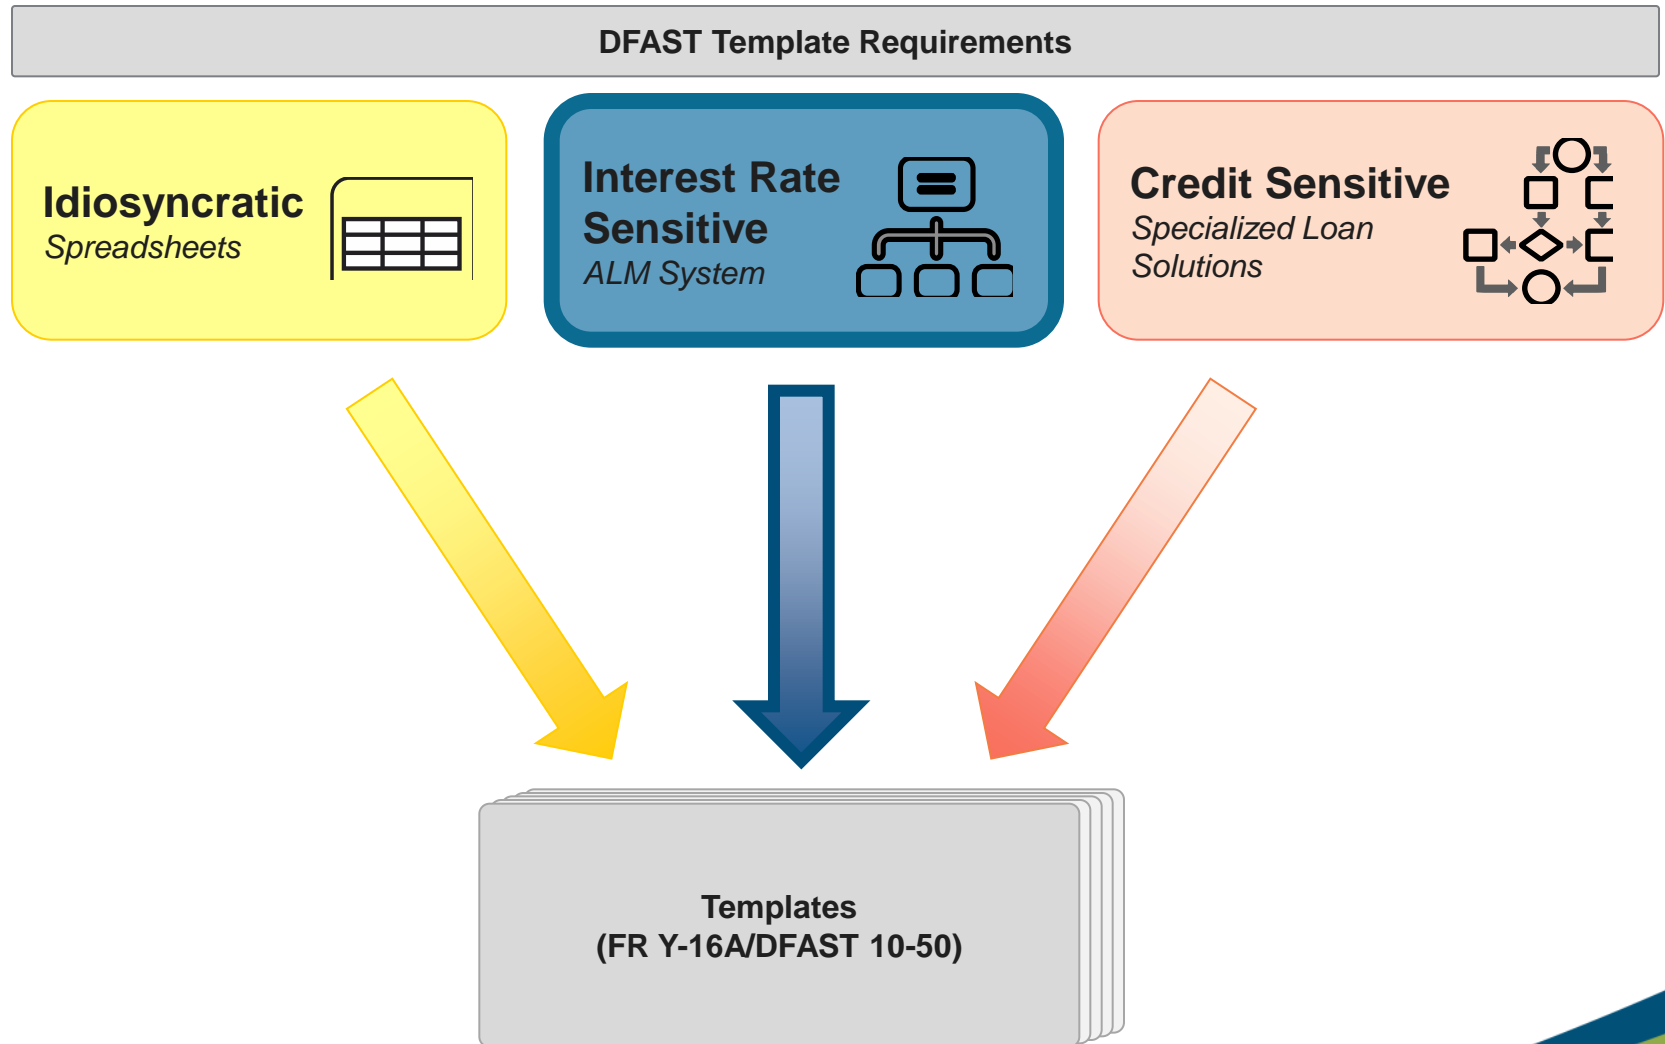 DFAST Template Requirements
Idiosyncratic
Spreadsheets
Interest Rate
Sensitive
ALM System
Credit Sensitive
Specialized Loan
Solutions
Templates
(FR Y-16A/DFAST 10-50)